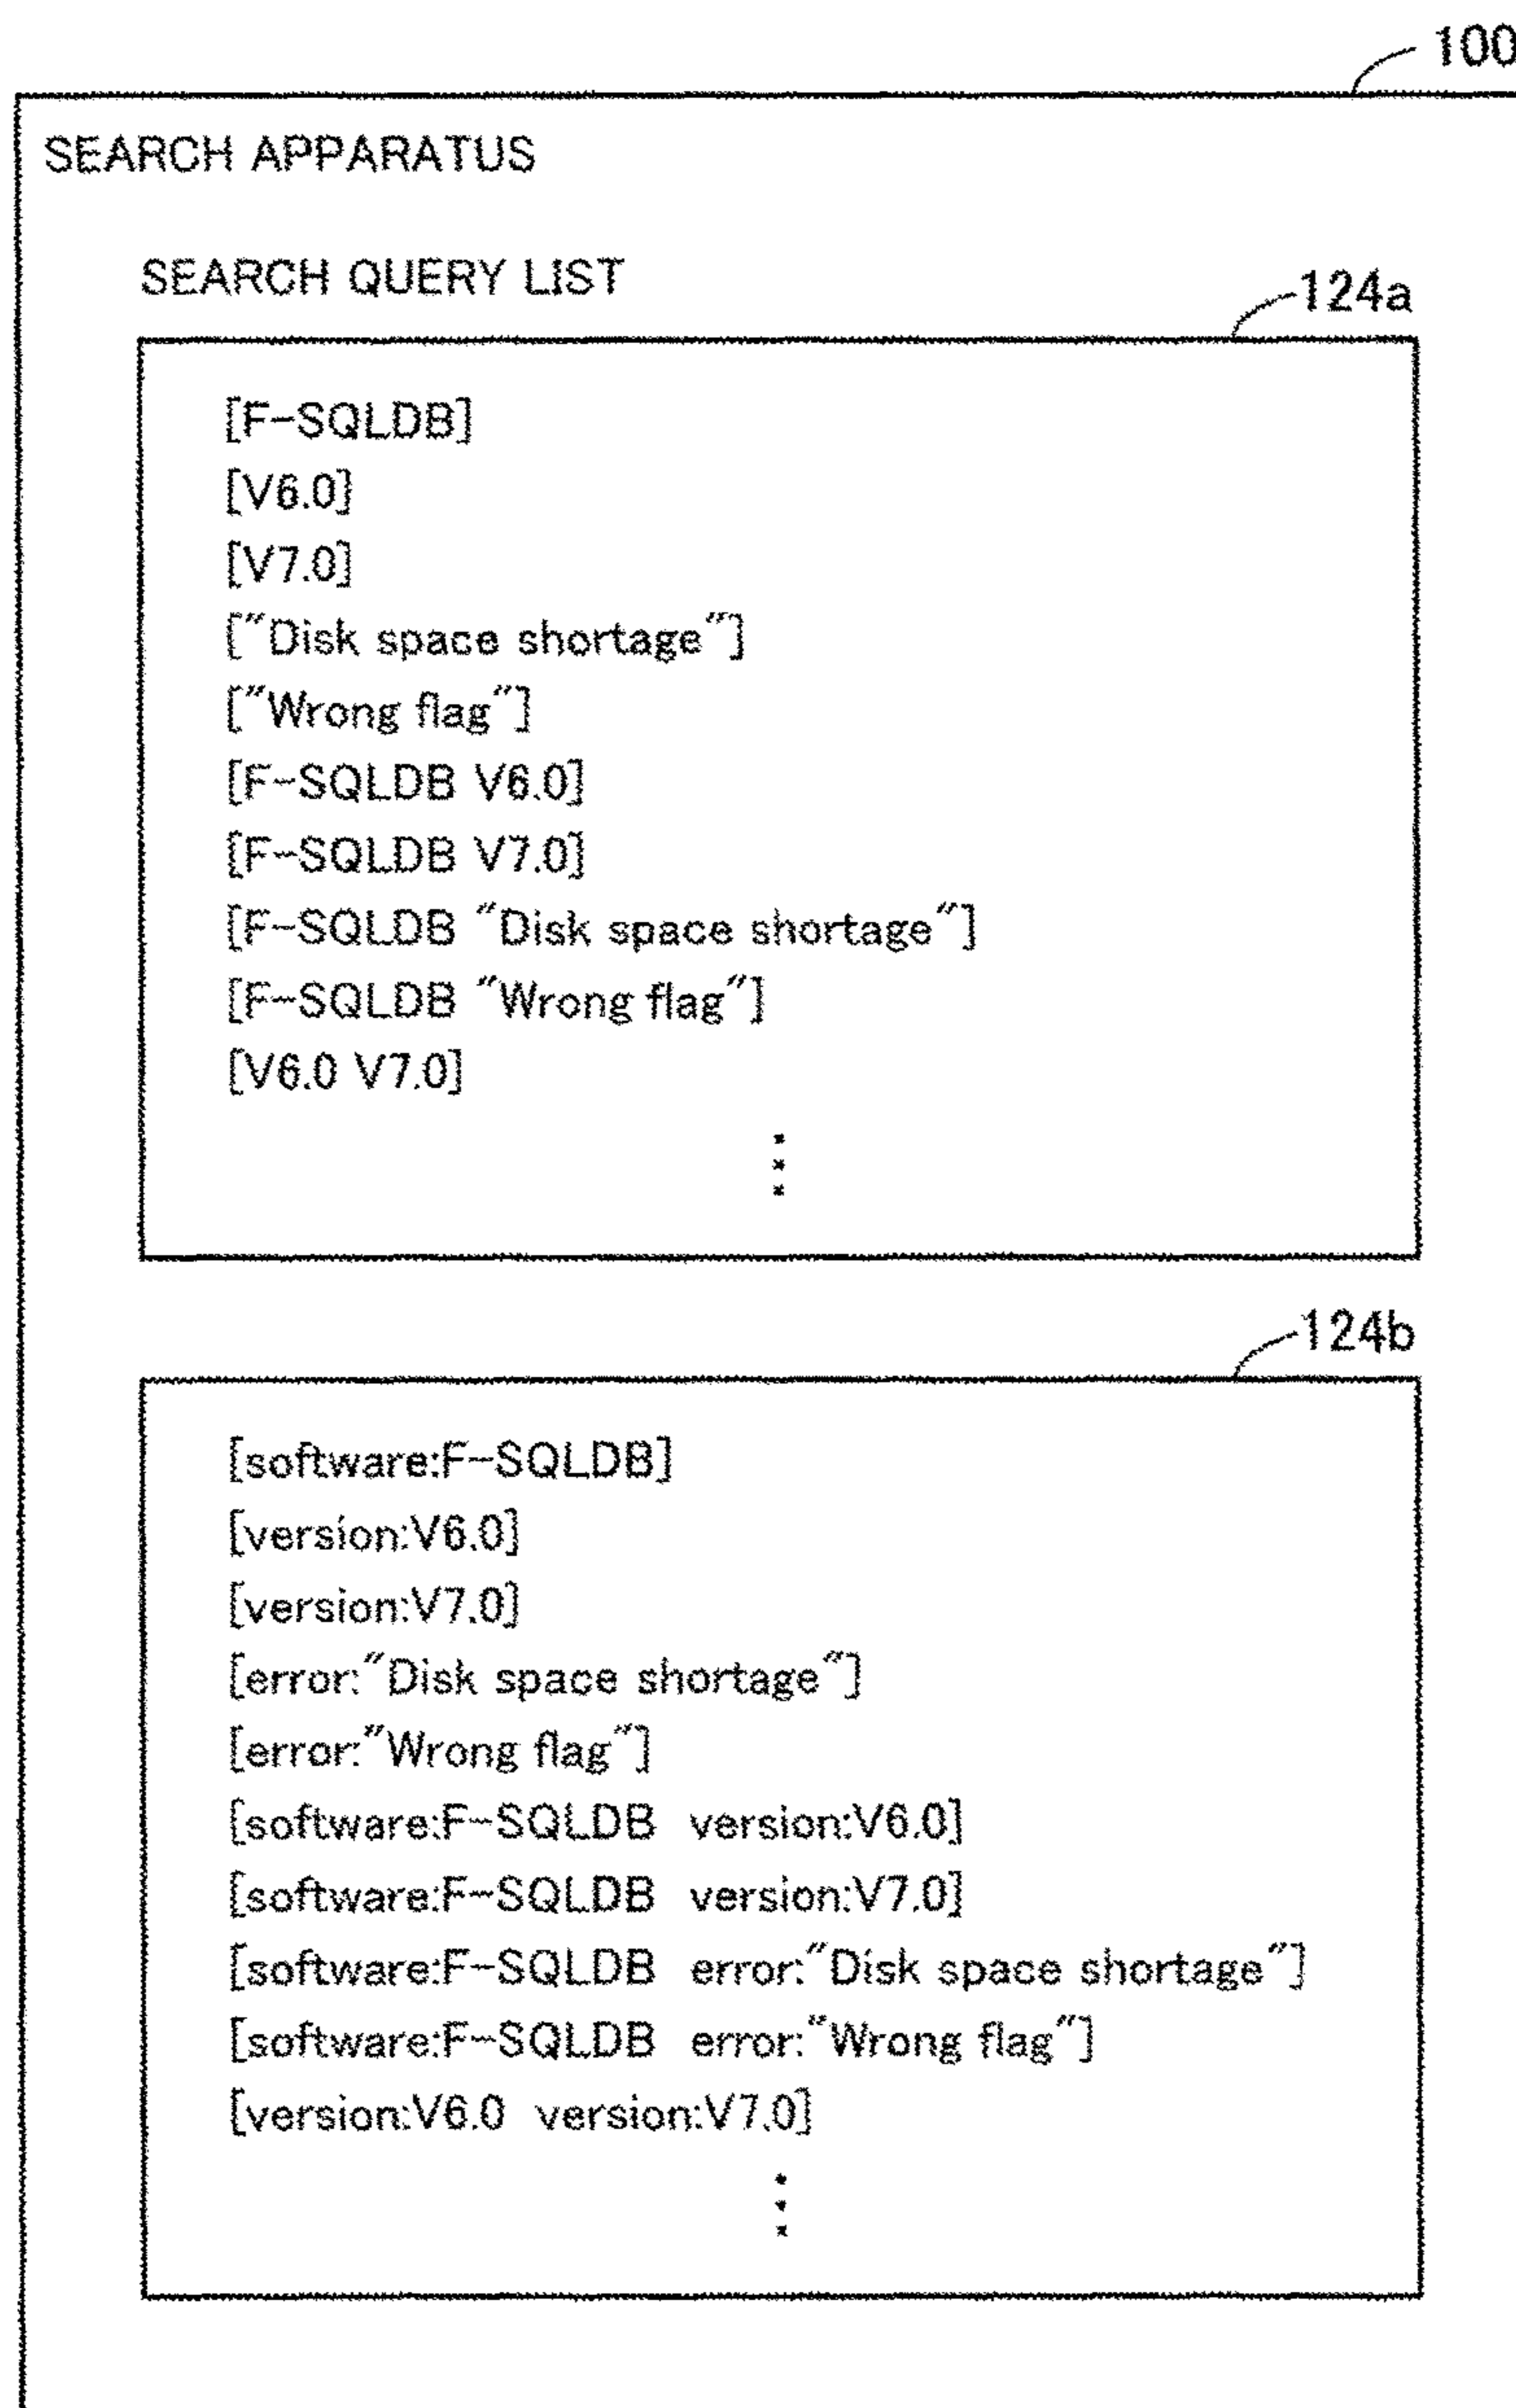 100
SEARCH APPARATUS
SEARCH QUERY LIST
124a
[F-SQLDB]
[V6.0]
[V7.0]
["Disk space shortage"]
["Wrong flag"]
[F-SQLDB V6.0]
[F-SQLDB V7.0]
[F-SQLDB "Disk space shortage"]
[F-SQLDB "Wrong flag"]
[V6.0 V7.0]
124b
[software:F-SQLDB]
[version:V6.0]
[version:V7.0]
[error:"Disk space shortage"]
[error:"Wrong flag"]
[software:F-SQLDB version:V6.0]
[software:F-SQLDB version:V7.0]
[software:F-SQLDB error:"Disk space shortage"]
[software:F-SQLDB error:"Wrong flag"]
[version:V6.0 version:V7.0]